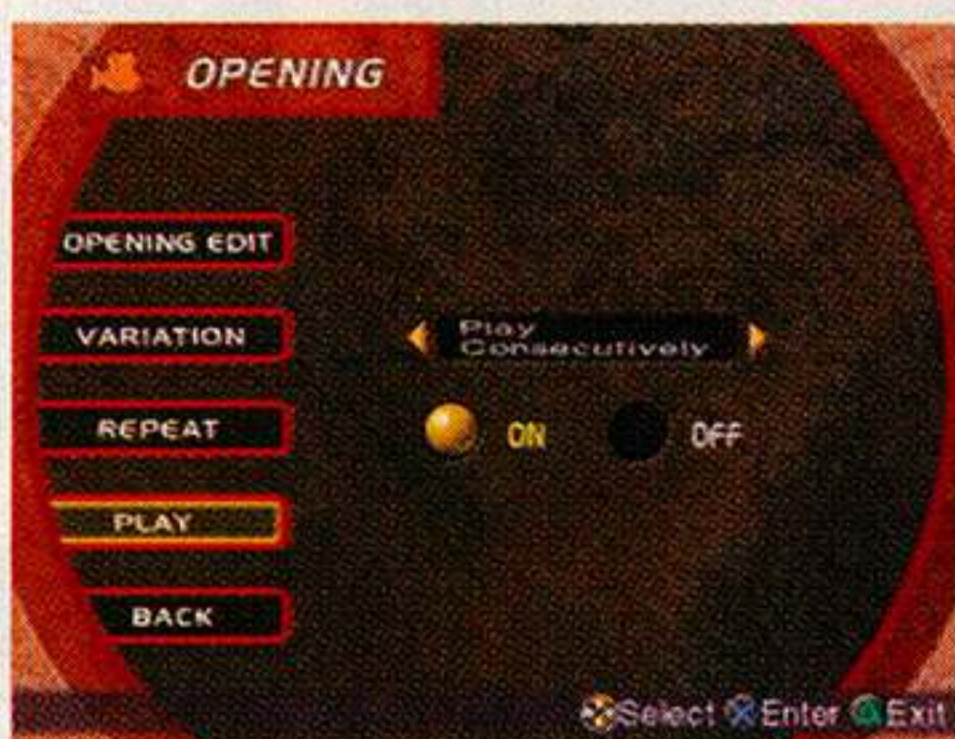 OPENING
OPENING EDIT
VARIATION
REPEAT
PLAY
BACK
Play
Consecutively
ON OFF
Select Enter Exit